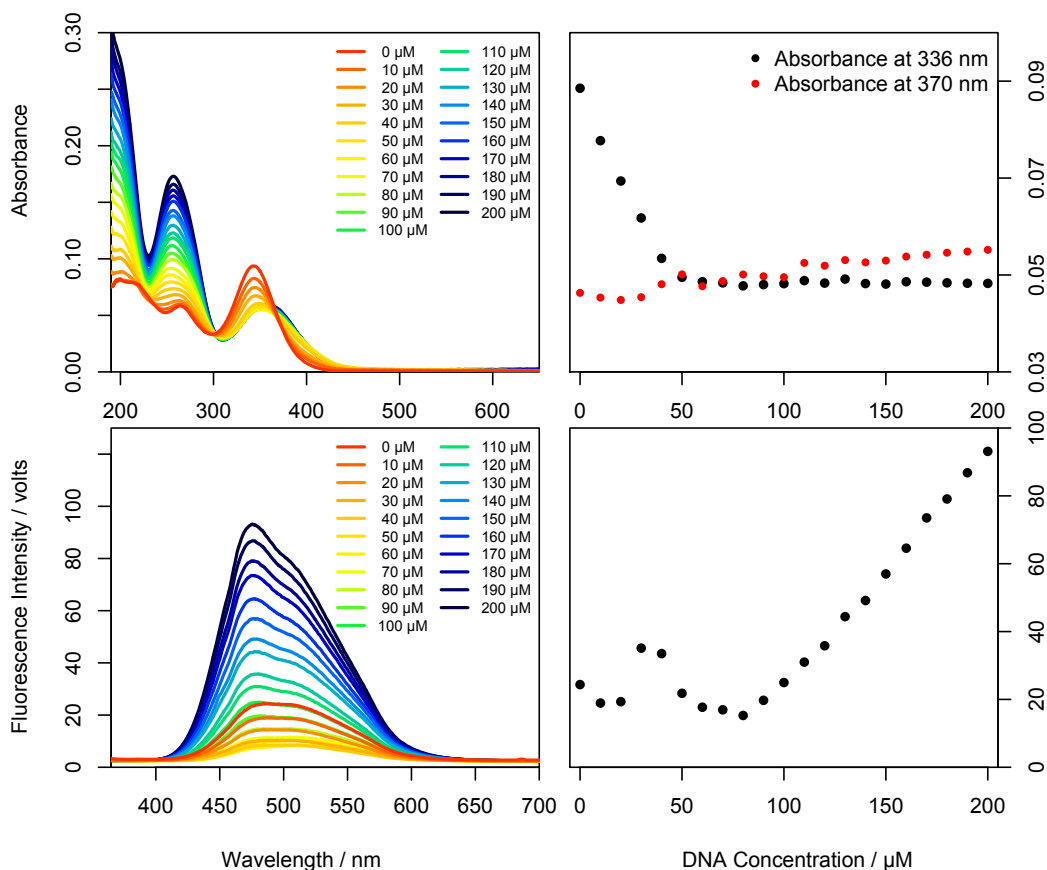 0.30
0.20
0.10
0.00
Absorbance
0 µM 110 µM
10 µM 120 µM
20 µM 130 µM
30 µM 140 µM
40 µM 150 µM
50 µM 160 µM
60 µM 170 µM
70 µM 180 µM
80 µM 190 µM
90 µM 200 µM
100 µM
200 300 400 500 600
Absorbance at 336 nm
Absorbance at 370 nm
0.09
0.07
0.05
0.03
0 50 100 150 200
100
80
60
40
20
0
Fluorescence Intensity / volts
0 µM 110 µM
10 µM 120 µM
20 µM 130 µM
30 µM 140 µM
40 µM 150 µM
50 µM 160 µM
60 µM 170 µM
70 µM 180 µM
80 µM 190 µM
90 µM 200 µM
100 µM
400 450 500 550 600 650 700
Wavelength / nm
100
80
60
40
20
0
0 50 100 150 200
DNA Concentration / µM